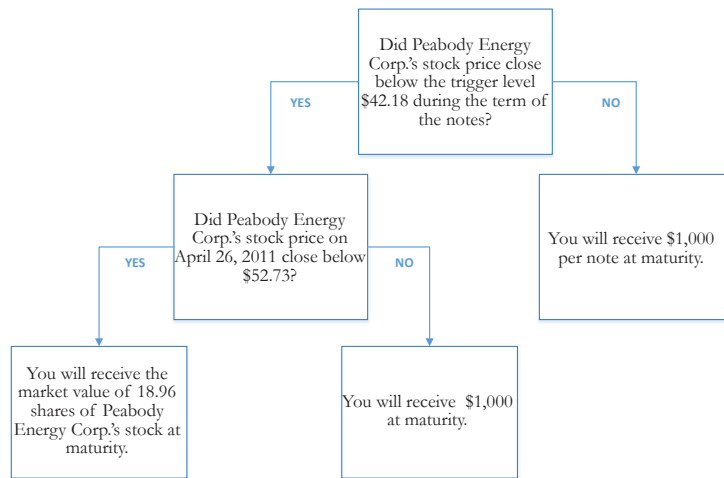 Did Peabody Energy
Corp.'s stock price close
below the trigger level
$42.18 during the term of
the notes?
YES
NO
Did Peabody Energy
Corp.'s stock price on
April 26, 2011 close below
$52.73?
You will receive $1,000
per note at maturity.
YES
NO
You will receive the
market value of 18.96
shares of Peabody
Energy Corp.'s stock at
maturity.
You will receive $1,000
at maturity.